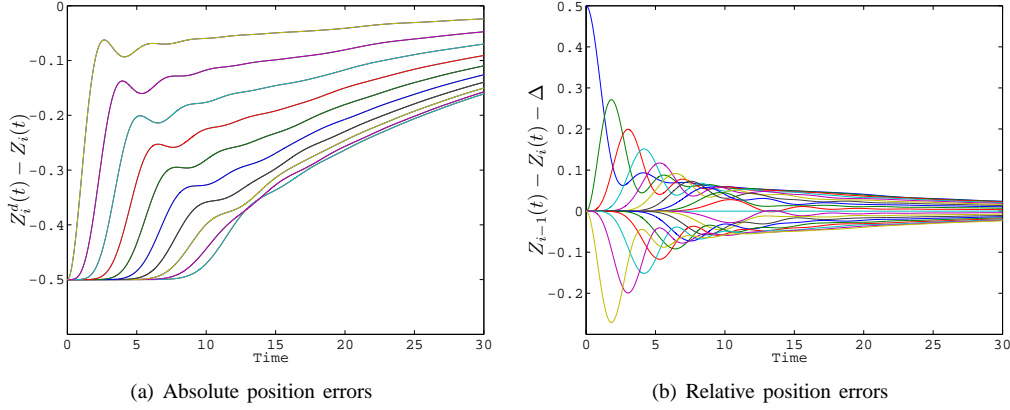 0
−0.1
−0.2
−0.3
−0.4
−0.5
0 5 10 15 20 25 30
Time
Z_i^d(t) − Z_i(t)
(a) Absolute position errors
0.5
0.4
0.3
0.2
0.1
0
−0.1
−0.2
0 5 10 15 20 25 30
Time
Z_{i−1}(t) − Z_i(t) − Δ
(b) Relative position errors